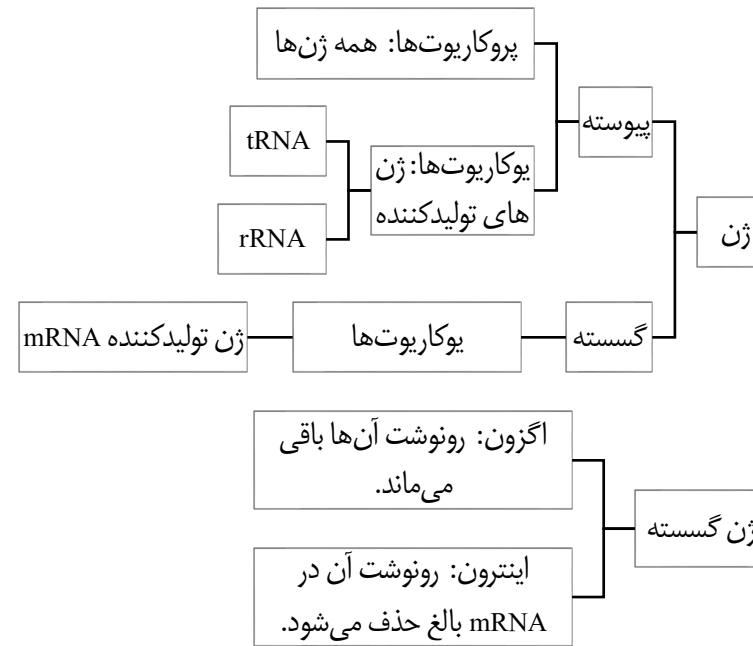 پروکاریوت‌ها: همه ژن‌ها
پیوسته
tRNA
یوکاریوت‌ها: ژن
های تولیدکننده
rRNA
ژن
گسسته
یوکاریوت‌ها
ژن تولیدکننده mRNA
اگزون: رونوشت آن‌ها باقی
می‌ماند.
ژن گسسته
اینترون: رونوشت آن در
mRNA بالغ حذف می‌شود.